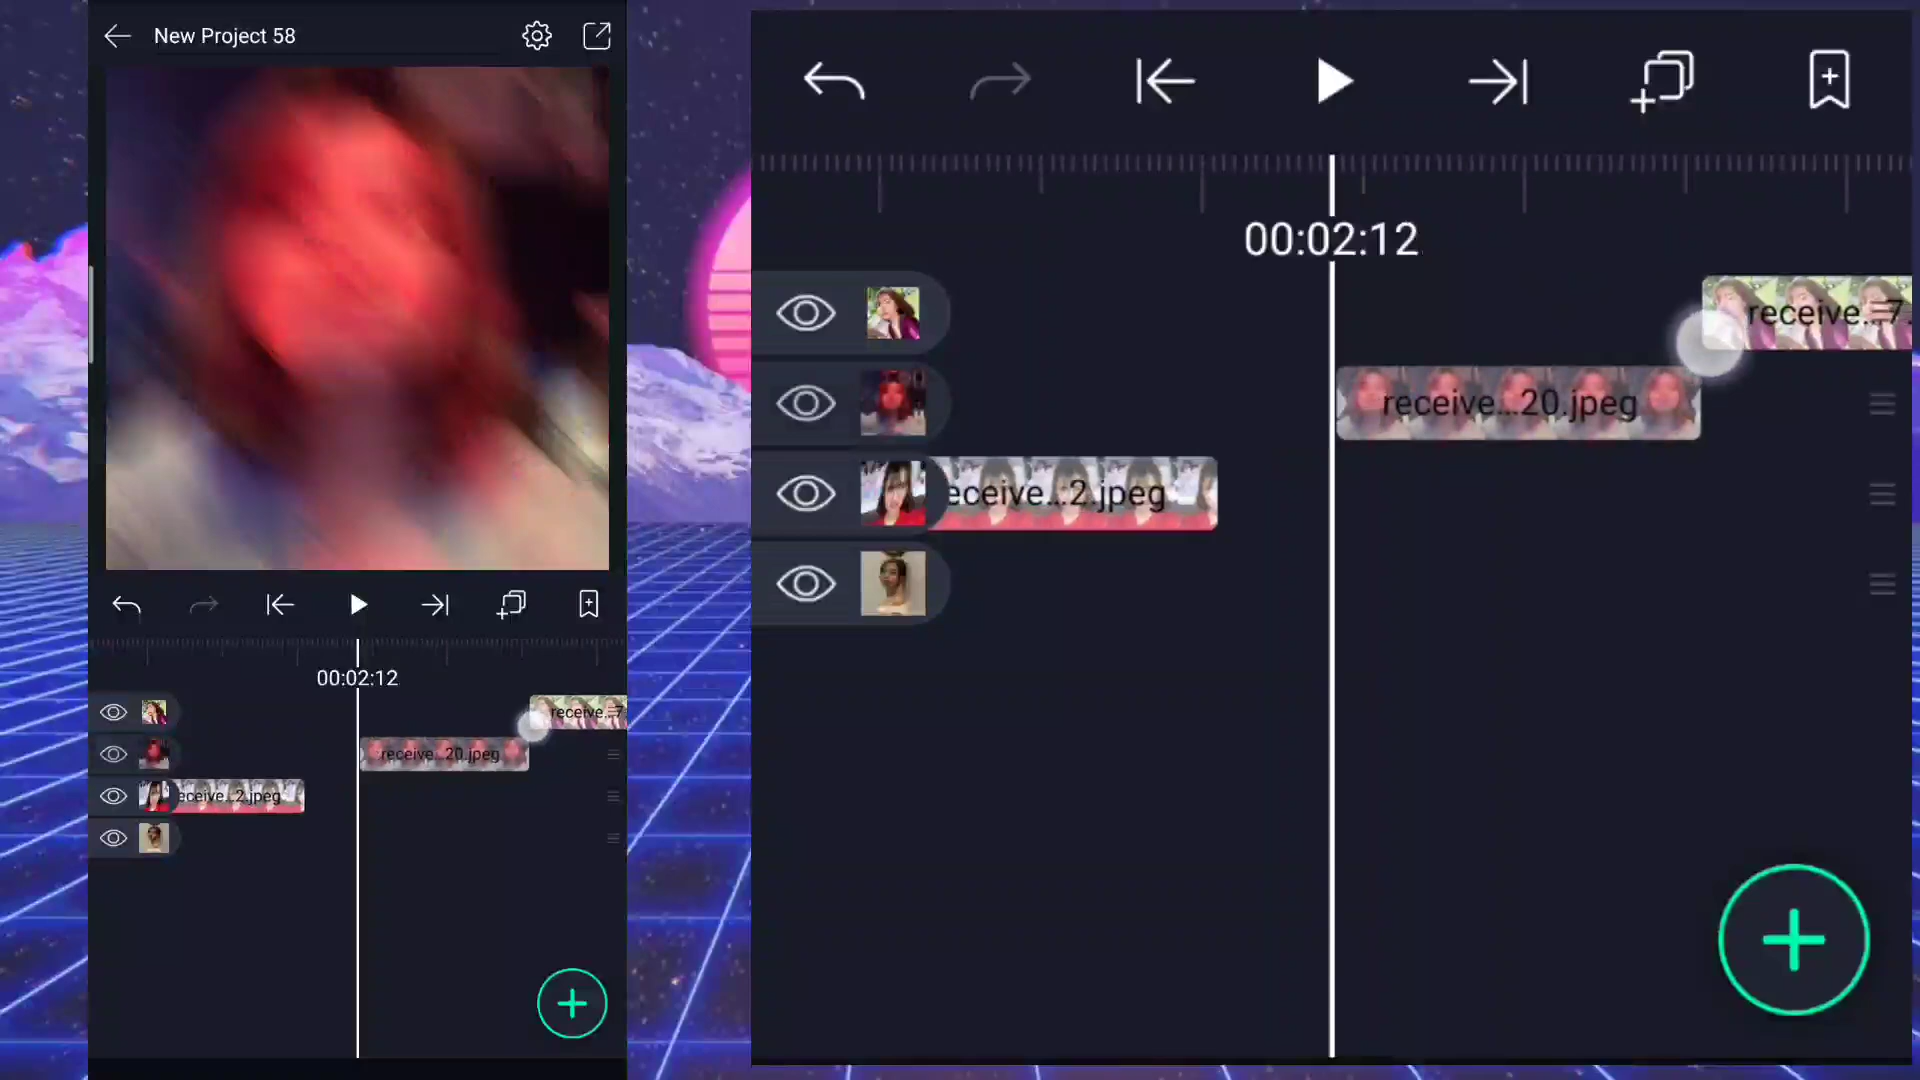 New Project 58
00:02:12
receive...7
receive...20.jpeg
eceive...2.jpeg
00:02:12
receive...7.
receive...20.jpeg
eceive...2.jpeg